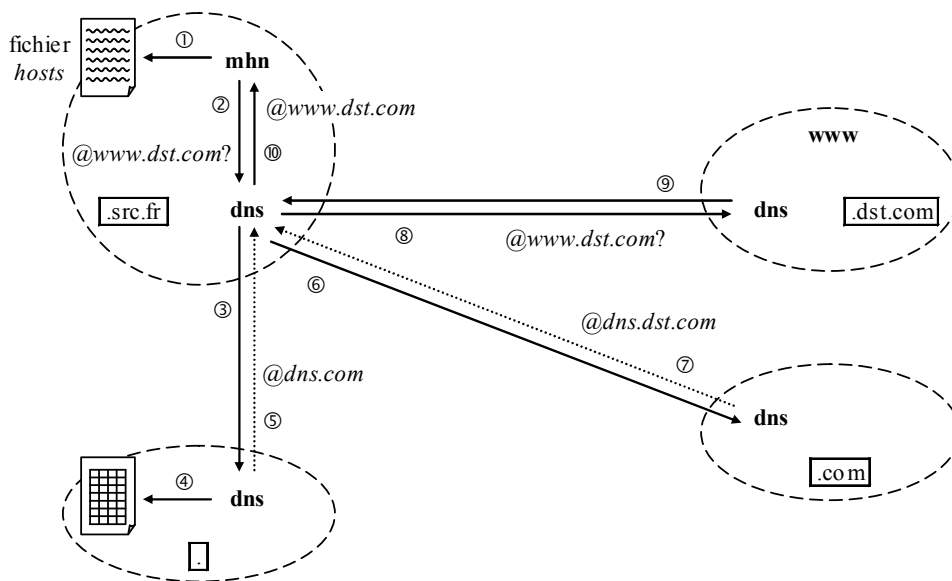 fichier
hosts
①
mhn
②
@www.dst.com
@www.dst.com?
⑩
.src.fr
dns
⑨
www
dns
.dst.com
⑧
@www.dst.com?
③
⑥
@dns.dst.com
⑦
@dns.com
⑤
dns
.com
④
dns
.